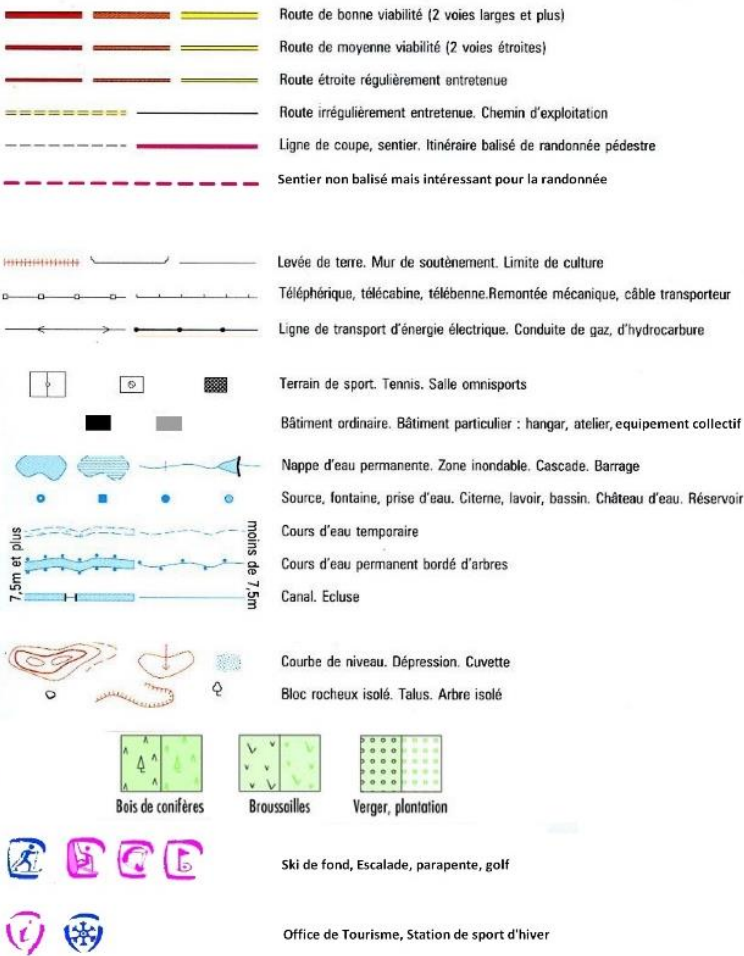 Route de bonne viabilité (2 voies larges et plus)
Route de moyenne viabilité (2 voies étroites)
Route étroite régulièrement entretenue
Route irrégulièrement entretenue. Chemin d'exploitation
Ligne de coupe, sentier. Itinéraire balisé de randonnée pédestre
Sentier non balisé mais intéressant pour la randonnée
Levée de terre. Mur de soutènement. Limite de culture
Téléphérique, télécabine, télébenne.Remontée mécanique, câble transporteur
Ligne de transport d'énergie électrique. Conduite de gaz, d'hydrocarbure
Terrain de sport. Tennis. Salle omnisports
Bâtiment ordinaire. Bâtiment particulier : hangar, atelier, equipement collectif
Nappe d'eau permanente. Zone inondable. Cascade. Barrage
Source, fontaine, prise d'eau. Citerne, lavoir, bassin. Château d'eau. Réservoir
7,5m et plus
moins de 7,5m
Cours d'eau temporaire
Cours d'eau permanent bordé d'arbres
Canal. Ecluse
Courbe de niveau. Dépression. Cuvette
Bloc rocheux isolé. Talus. Arbre isolé
Bois de conifères
Broussailles
Verger, plantation
Ski de fond, Escalade, parapente, golf
i
Office de Tourisme, Station de sport d'hiver